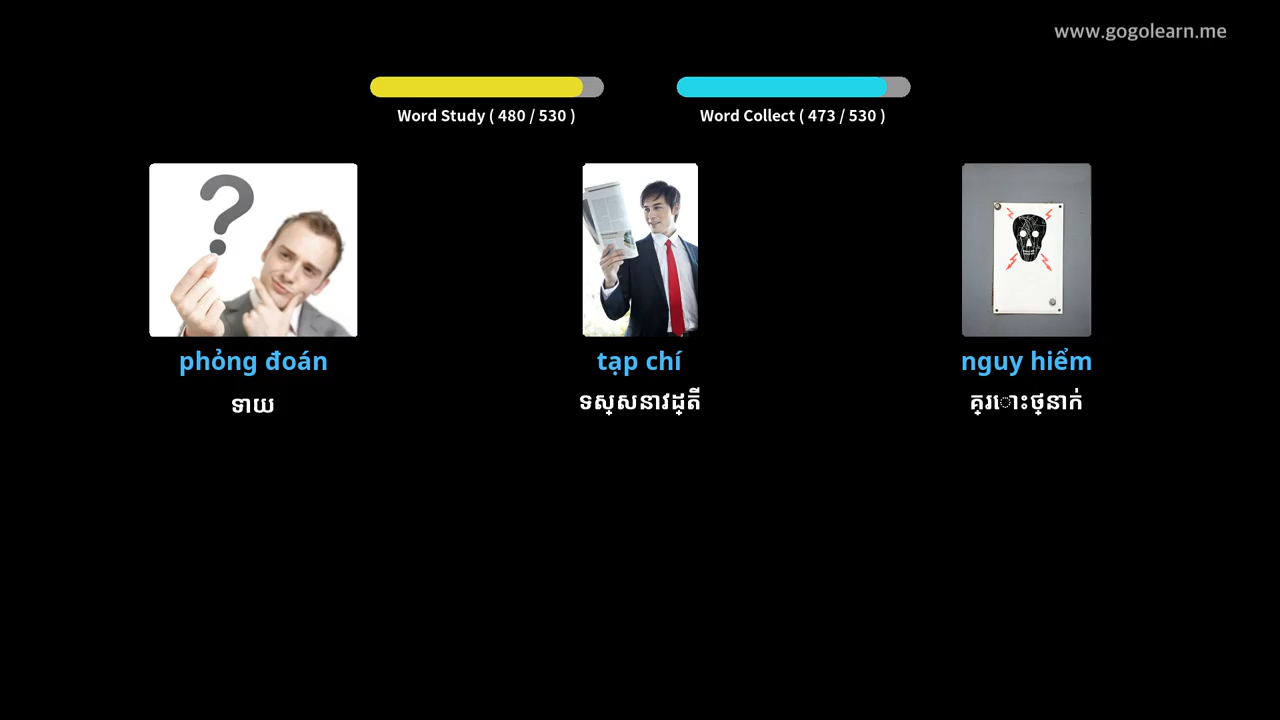 www.gogolearn.me
Word Study ( 480 / 530 )
Word Collect ( 473 / 530 )
phỏng đoán
tạp chí
nguy hiểm
ទាយ
ទស្សនាវដ្តី
គ្រោះថ្នាក់